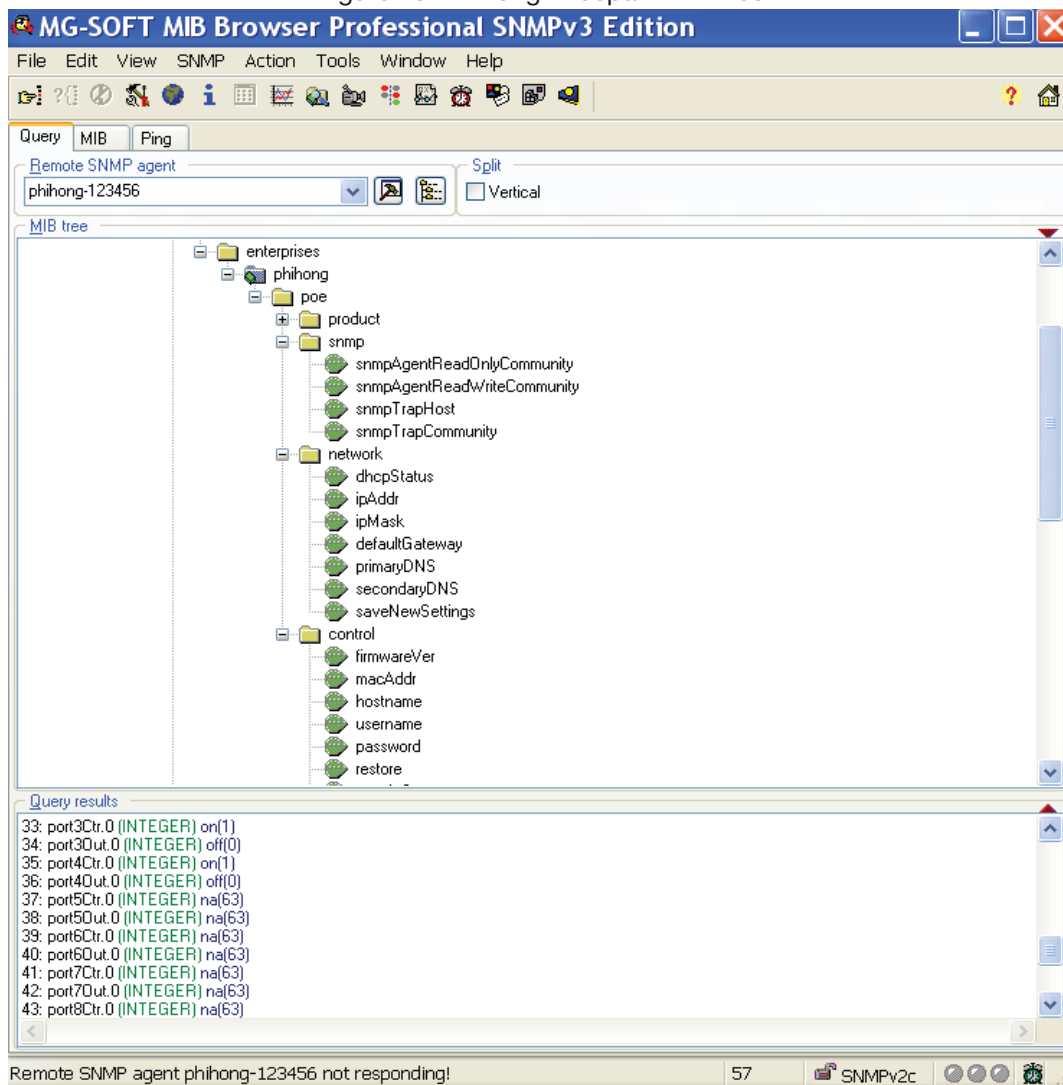 MG-SOFT MIB Browser Professional SNMPv3 Edition
File Edit View SNMP Action Tools Window Help
Query MIB Ping
Remote SNMP agent
Split
phihong-123456
Vertical
MIB tree
enterprises
phihong
poe
product
snmp
snmpAgentReadOnlyCommunity
snmpAgentReadWriteCommunity
snmpTrapHost
snmpTrapCommunity
network
dhcpStatus
ipAddr
ipMask
defaultGateway
primaryDNS
secondaryDNS
saveNewSettings
control
firmwareVer
macAddr
hostname
username
password
restore
Query results
33: port3Ctr.0 (INTEGER) on(1)
34: port3Out.0 (INTEGER) off(0)
35: port4Ctr.0 (INTEGER) on(1)
36: port4Out.0 (INTEGER) off(0)
37: port5Ctr.0 (INTEGER) na(63)
38: port5Out.0 (INTEGER) na(63)
39: port6Ctr.0 (INTEGER) na(63)
40: port6Out.0 (INTEGER) na(63)
41: port7Ctr.0 (INTEGER) na(63)
42: port7Out.0 (INTEGER) na(63)
43: port8Ctr.0 (INTEGER) na(63)
Remote SNMP agent phihong-123456 not responding! 57 SNMPv2c